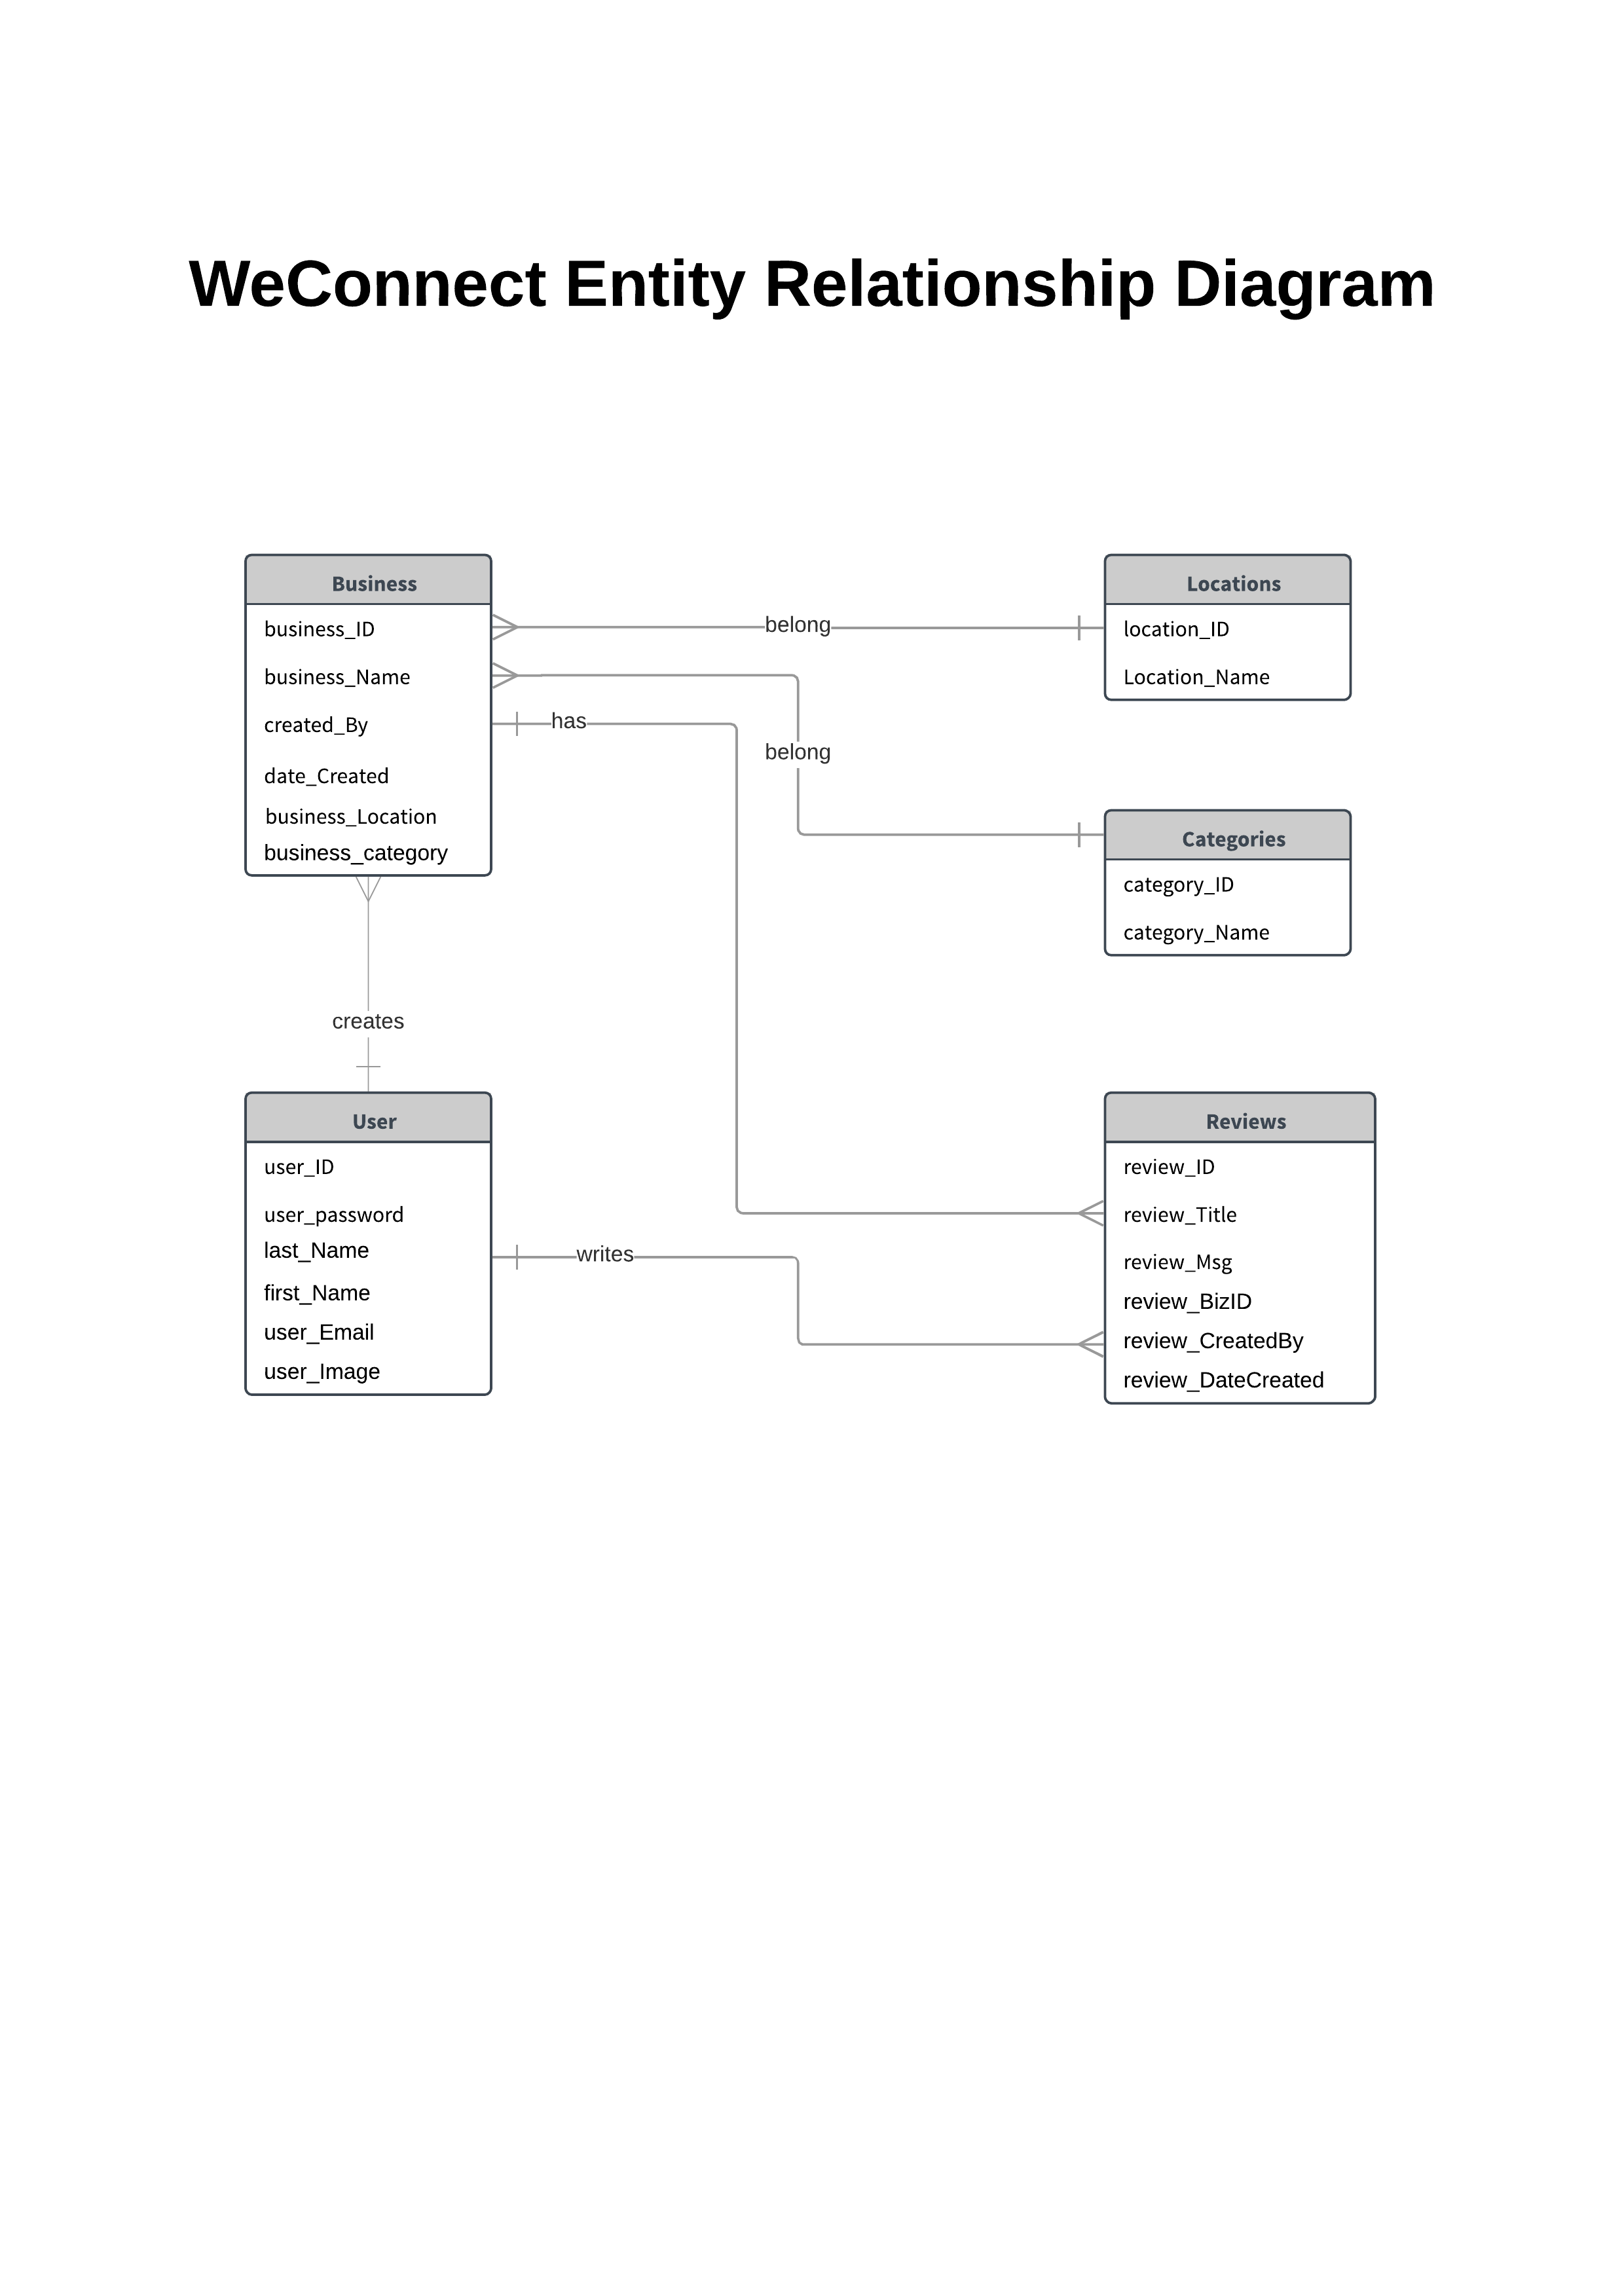 WeConnect Entity Relationship Diagram
Business
business_ID
business_Name
created_By
date_Created
business_Location
business_category
belong
belong
has
Locations
location_ID
Location_Name
Categories
category_ID
category_Name
creates
User
user_ID
user_password
last_Name
first_Name
user_Email
user_Image
writes
Reviews
review_ID
review_Title
review_Msg
review_BizID
review_CreatedBy
review_DateCreated